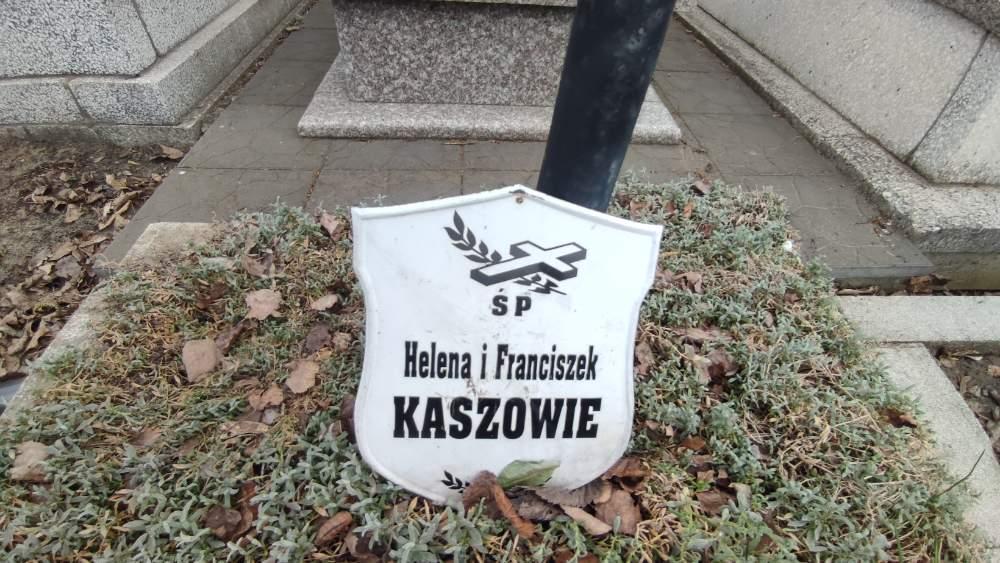 ŚP
Helena i Franciszek
KASZOWIE